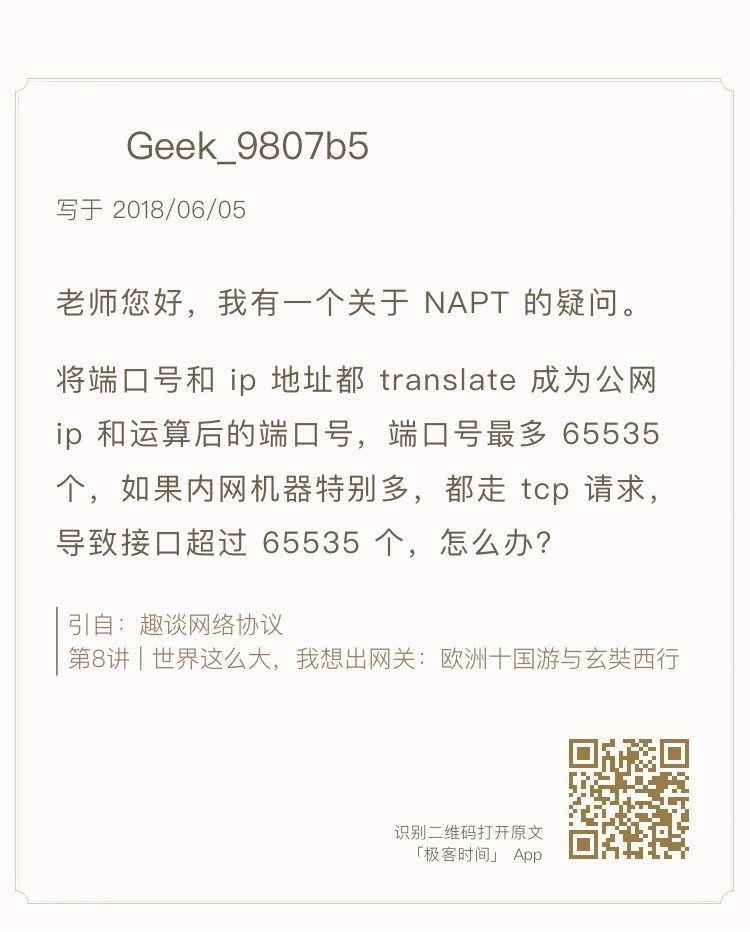 Geek_9807b5
写于 2018/06/05
老师您好，我有一个关于 NAPT 的疑问。
将端口号和 ip 地址都 translate 成为公网
ip 和运算后的端口号，端口号最多 65535
个，如果内网机器特别多，都走 tcp 请求，
导致接口超过 65535 个，怎么办？
引自：趣谈网络协议
第8讲 | 世界这么大，我想出网关：欧洲十国游与玄奘西行
识别二维码打开原文
「极客时间」 App